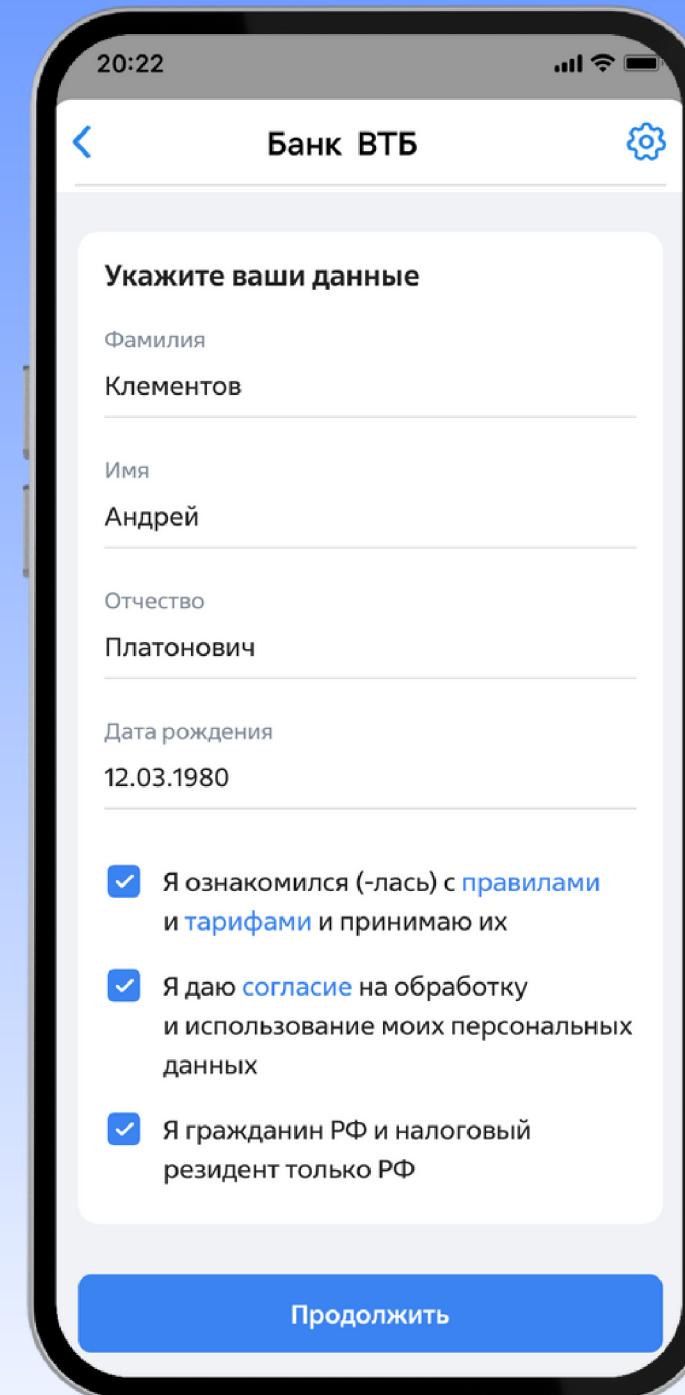 20:22
Банк ВТБ
Укажите ваши данные
Фамилия
Клементов
Имя
Андрей
Отчество
Платонович
Дата рождения
12.03.1980
Я ознакомился (-лась) с правилами
и тарифами и принимаю их
Я даю согласие на обработку
и использование моих персональных
данных
Я гражданин РФ и налоговый
резидент только РФ
Продолжить